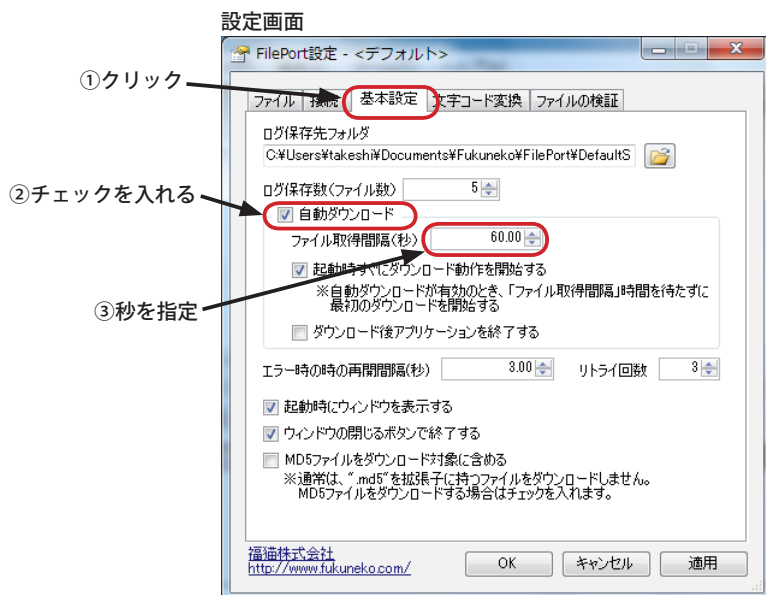 設定画面
FilePort設定 - <デフォルト>
①クリック
ファイル 接続 基本設定 文字コード変換 ファイルの検証
ログ保存先フォルダ
C:¥Users¥takeshi¥Documents¥Fukuneko¥FilePort¥DefaultS
②チェックを入れる
ログ保存数(ファイル数) 5
自動ダウンロード
ファイル取得間隔(秒) 60.00
起動時すぐにダウンロード動作を開始する
※自動ダウンロードが有効のとき、「ファイル取得間隔」時間を待たずに
最初のダウンロードを開始する
③秒を指定
ダウンロード後アプリケーションを終了する
エラー時の時の再開間隔(秒) 3.00 リトライ回数 3
起動時にウィンドウを表示する
ウィンドウの閉じるボタンで終了する
MD5ファイルをダウンロード対象に含める
※通常は、“.md5”を拡張子に持つファイルをダウンロードしません。
MD5ファイルをダウンロードする場合はチェックを入れます。
福猫株式会社
http://www.fukuneko.com/
OK キャンセル 適用